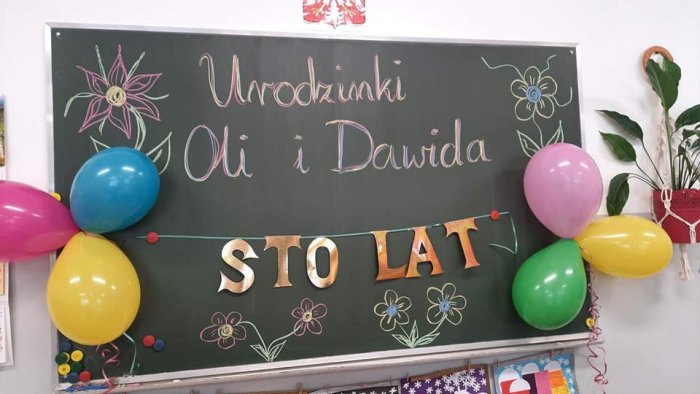 Urodzinki
Oli i Dawida
STO LAT